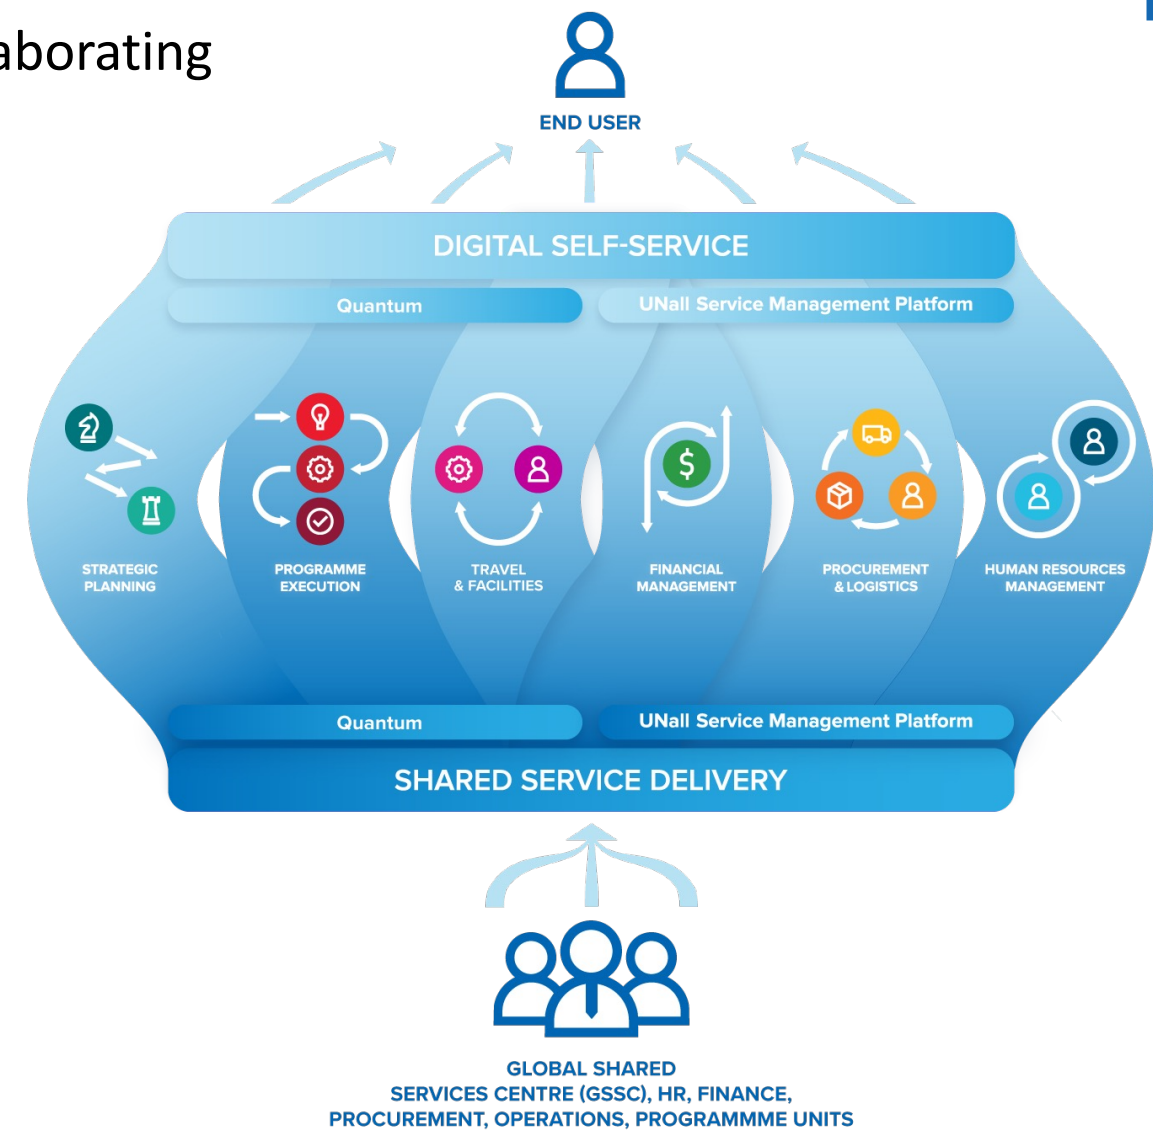 aborating
END USER
DIGITAL SELF-SERVICE
Quantum
UNall Service Management Platform
STRATEGIC
PLANNING
PROGRAMME
EXECUTION
TRAVEL
& FACILITIES
FINANCIAL
MANAGEMENT
PROCUREMENT
& LOGISTICS
HUMAN RESOURCES
MANAGEMENT
Quantum
UNall Service Management Platform
SHARED SERVICE DELIVERY
GLOBAL SHARED
SERVICES CENTRE (GSSC), HR, FINANCE,
PROCUREMENT, OPERATIONS, PROGRAMMME UNITS